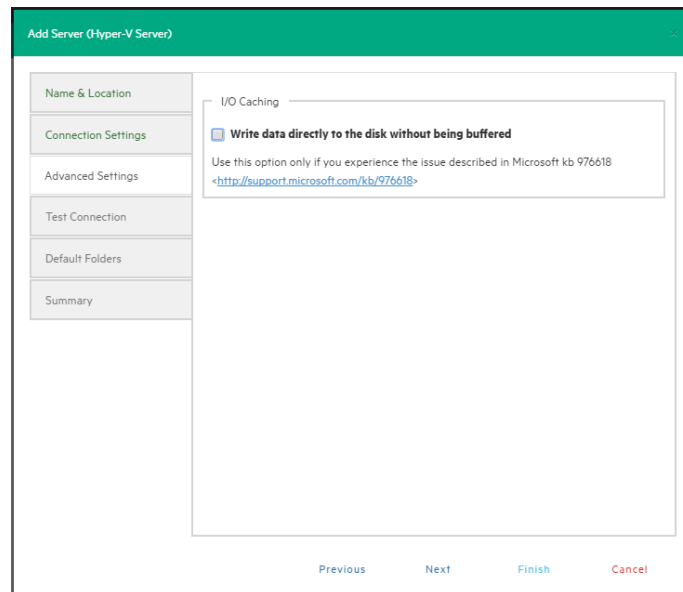 Add Server (Hyper-V Server)
×
Name & Location
Connection Settings
Advanced Settings
Test Connection
Default Folders
Summary
I/O Caching
Write data directly to the disk without being buffered
Use this option only if you experience the issue described in Microsoft kb 976618
<http://support.microsoft.com/kb/976618>
Previous Next Finish Cancel